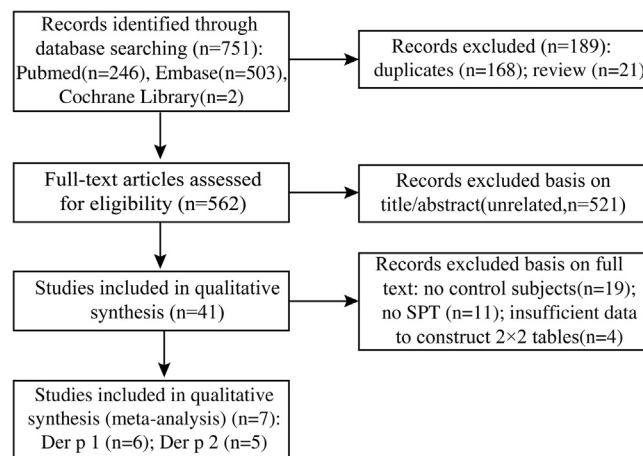 Records identified through
database searching (n=751):
Pubmed(n=246), Embase(n=503),
Cochrane Library(n=2)
Records excluded (n=189):
duplicates (n=168); review (n=21)
Full-text articles assessed
for eligibility (n=562)
Records excluded basis on
title/abstract(unrelated,n=521)
Studies included in qualitative
synthesis (n=41)
Records excluded basis on full
text: no control subjects(n=19);
no SPT (n=11); insufficient data
to construct 2×2 tables(n=4)
Studies included in qualitative
synthesis (meta-analysis) (n=7):
Der p 1 (n=6); Der p 2 (n=5)